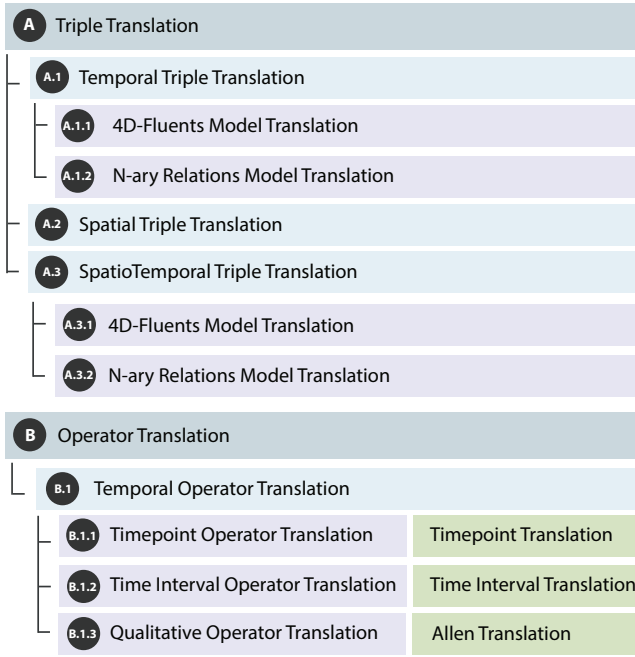 A Triple Translation
A.1 Temporal Triple Translation
A.1.1 4D-Fluents Model Translation
A.1.2 N-ary Relations Model Translation
A.2 Spatial Triple Translation
A.3 SpatioTemporal Triple Translation
A.3.1 4D-Fluents Model Translation
A.3.2 N-ary Relations Model Translation
B Operator Translation
B.1 Temporal Operator Translation
B.1.1 Timepoint Operator Translation Timepoint Translation
B.1.2 Time Interval Operator Translation Time Interval Translation
B.1.3 Qualitative Operator Translation Allen Translation